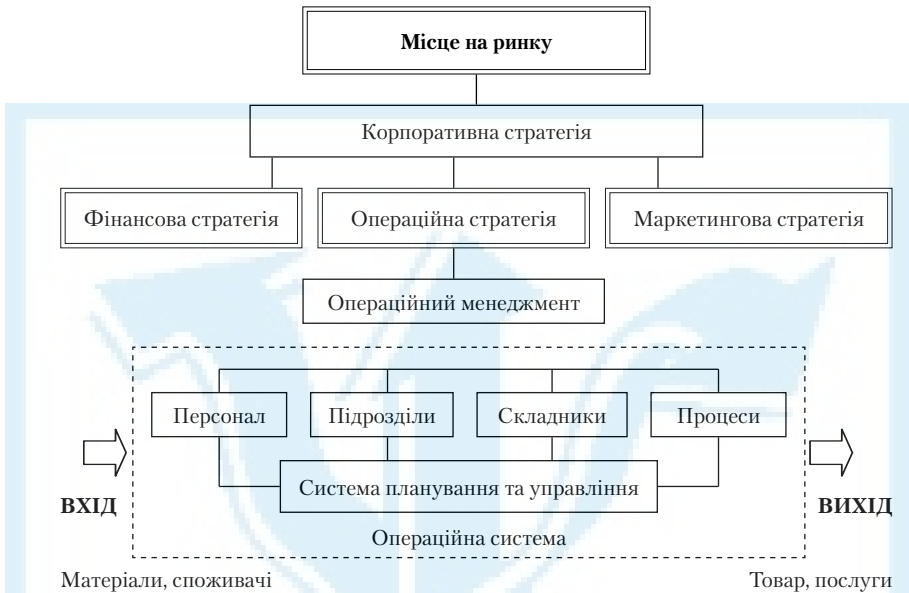 Місце на ринку
Корпоративна стратегія
Фінансова стратегія
Операційна стратегія
Маркетингова стратегія
Операційний менеджмент
Персонал
Підрозділи
Складники
Процеси
Система планування та управління
ВХІД
ВИХІД
Операційна система
Матеріали, споживачі
Товар, послуги